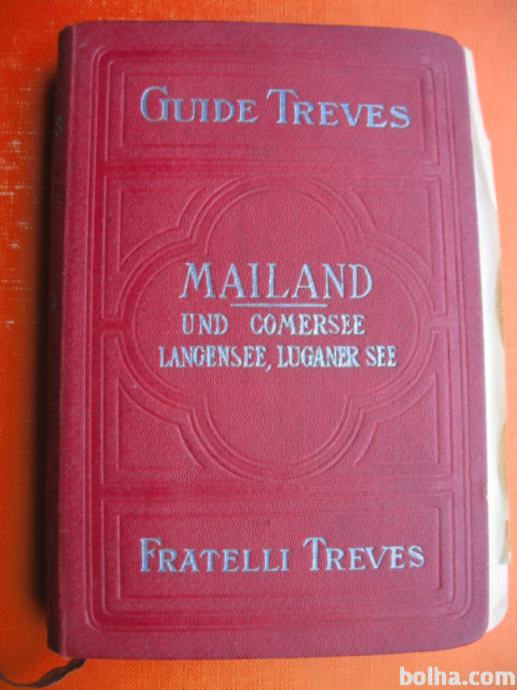 GUIDE TREVES
MAILAND
UND COMERSEE
LANGENSEE, LUGANER SEE
FRATELLI TREVES
bolha.com